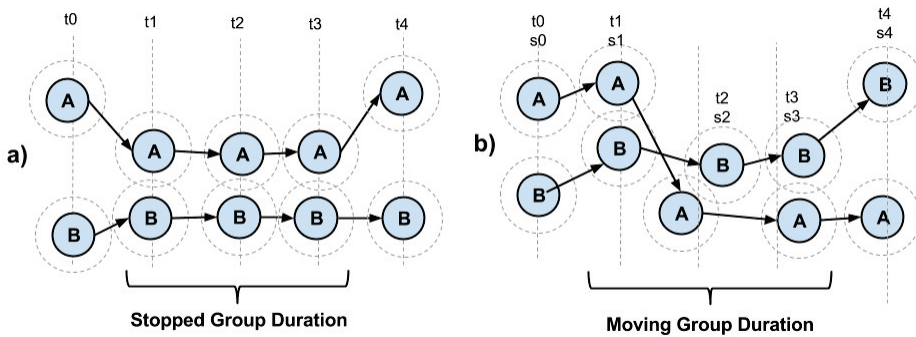 t0 t1 t2 t3 t4
A A A A A
a)
B B B B B
Stopped Group Duration
t0 t1 t4
s0 s1 s4
t2 t3
s2 s3
b)
A A B
B B B B
A A A
Moving Group Duration